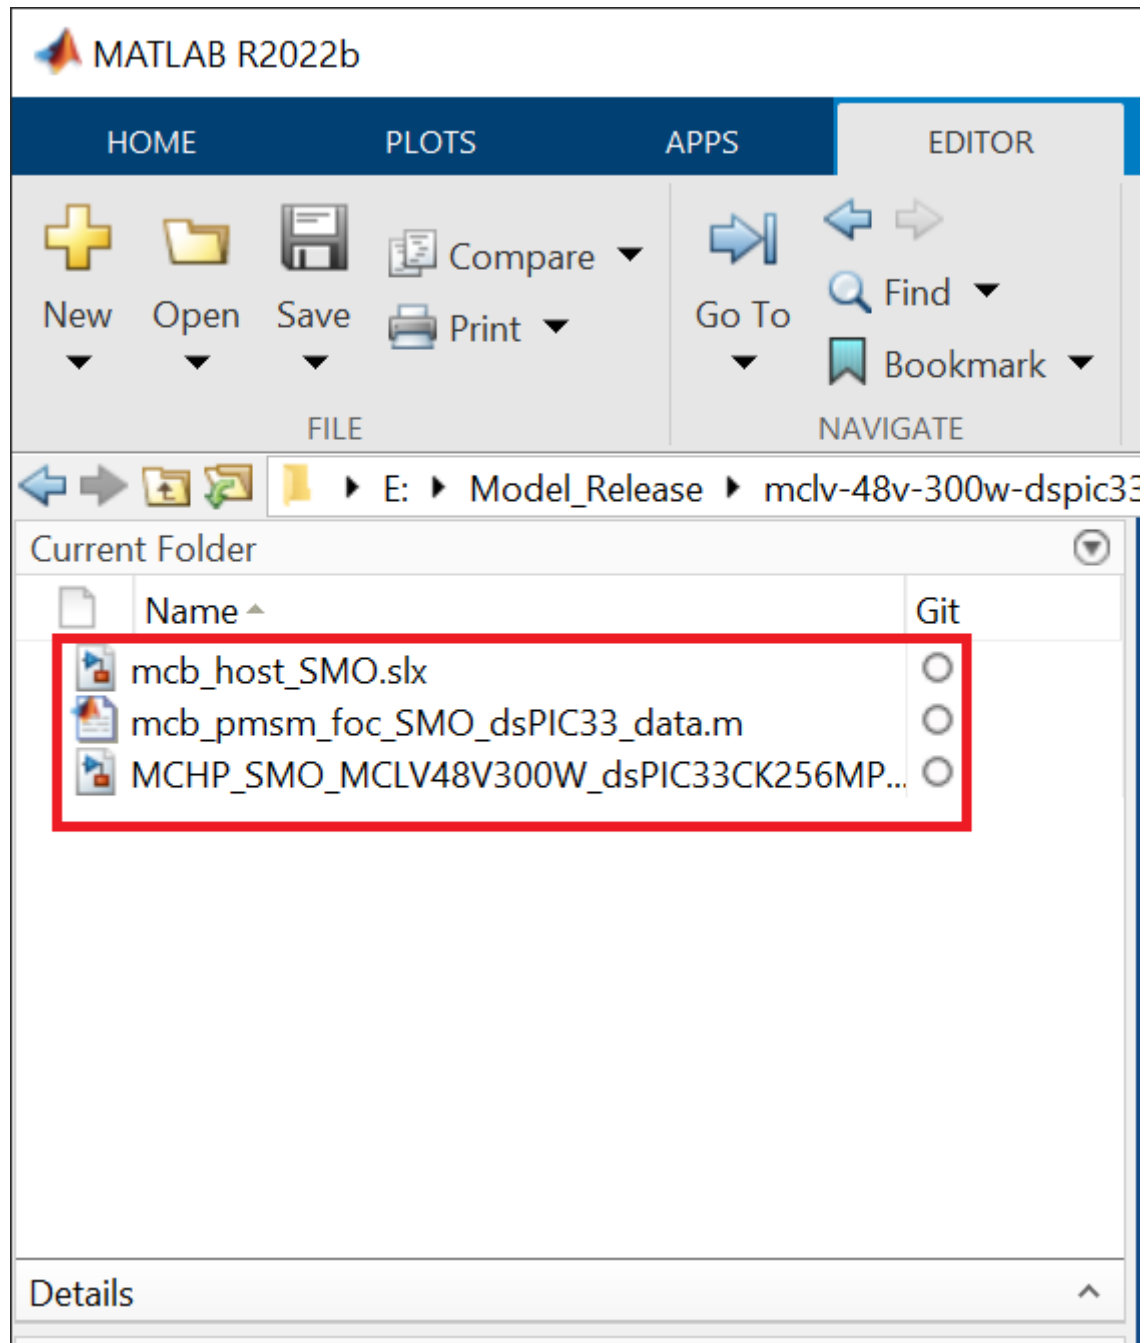 MATLAB R2022b
HOME PLOTS APPS EDITOR
New Open Save Compare Print Go To Find Bookmark
FILE NAVIGATE
E: Model_Release mclv-48v-300w-dspic33
Current Folder
Name Git
mcb_host_SMO.slx
mcb_pmsm_foc_SMO_dsPIC33_data.m
MCHP_SMO_MCLV48V300W_dsPIC33CK256MP...
Details